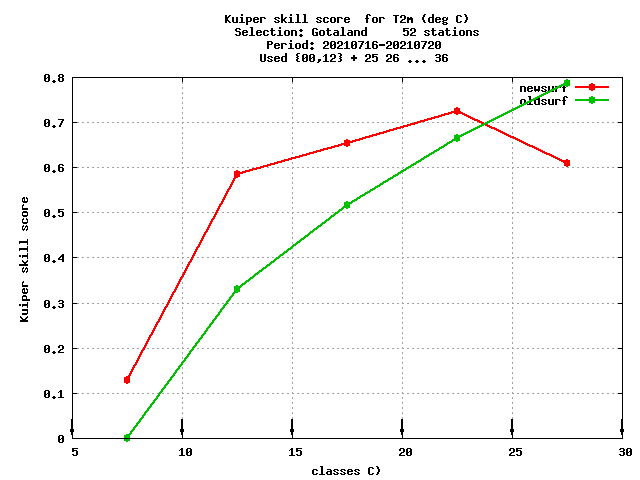 Kuiper skill score  for T2m (deg C)
Selection: Gotaland     52 stations
Period: 20210716-20210720
Used {00,12} + 25 26 ... 36
newsurf
oldsurf
0.8
0.7
0.6
0.5
0.4
0.3
0.2
0.1
0
Kuiper skill score
5 10 15 20 25 30
classes C)